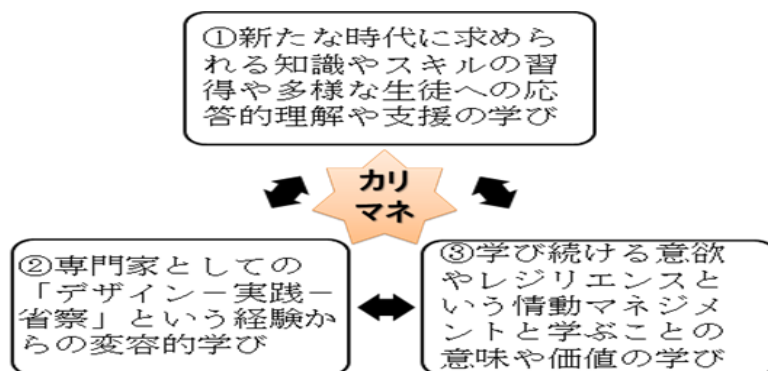 ①新たな時代に求めら
れる知識やスキルの習
得や多様な生徒への応
答的理解や支援の学び
カリ
マネ
②専門家としての
「デザイン－実践－
省察」という経験か
らの変容的学び
③学び続ける意欲
やレジリエンスと
いう情動マネジメ
ントと学ぶことの
意味や価値の学び